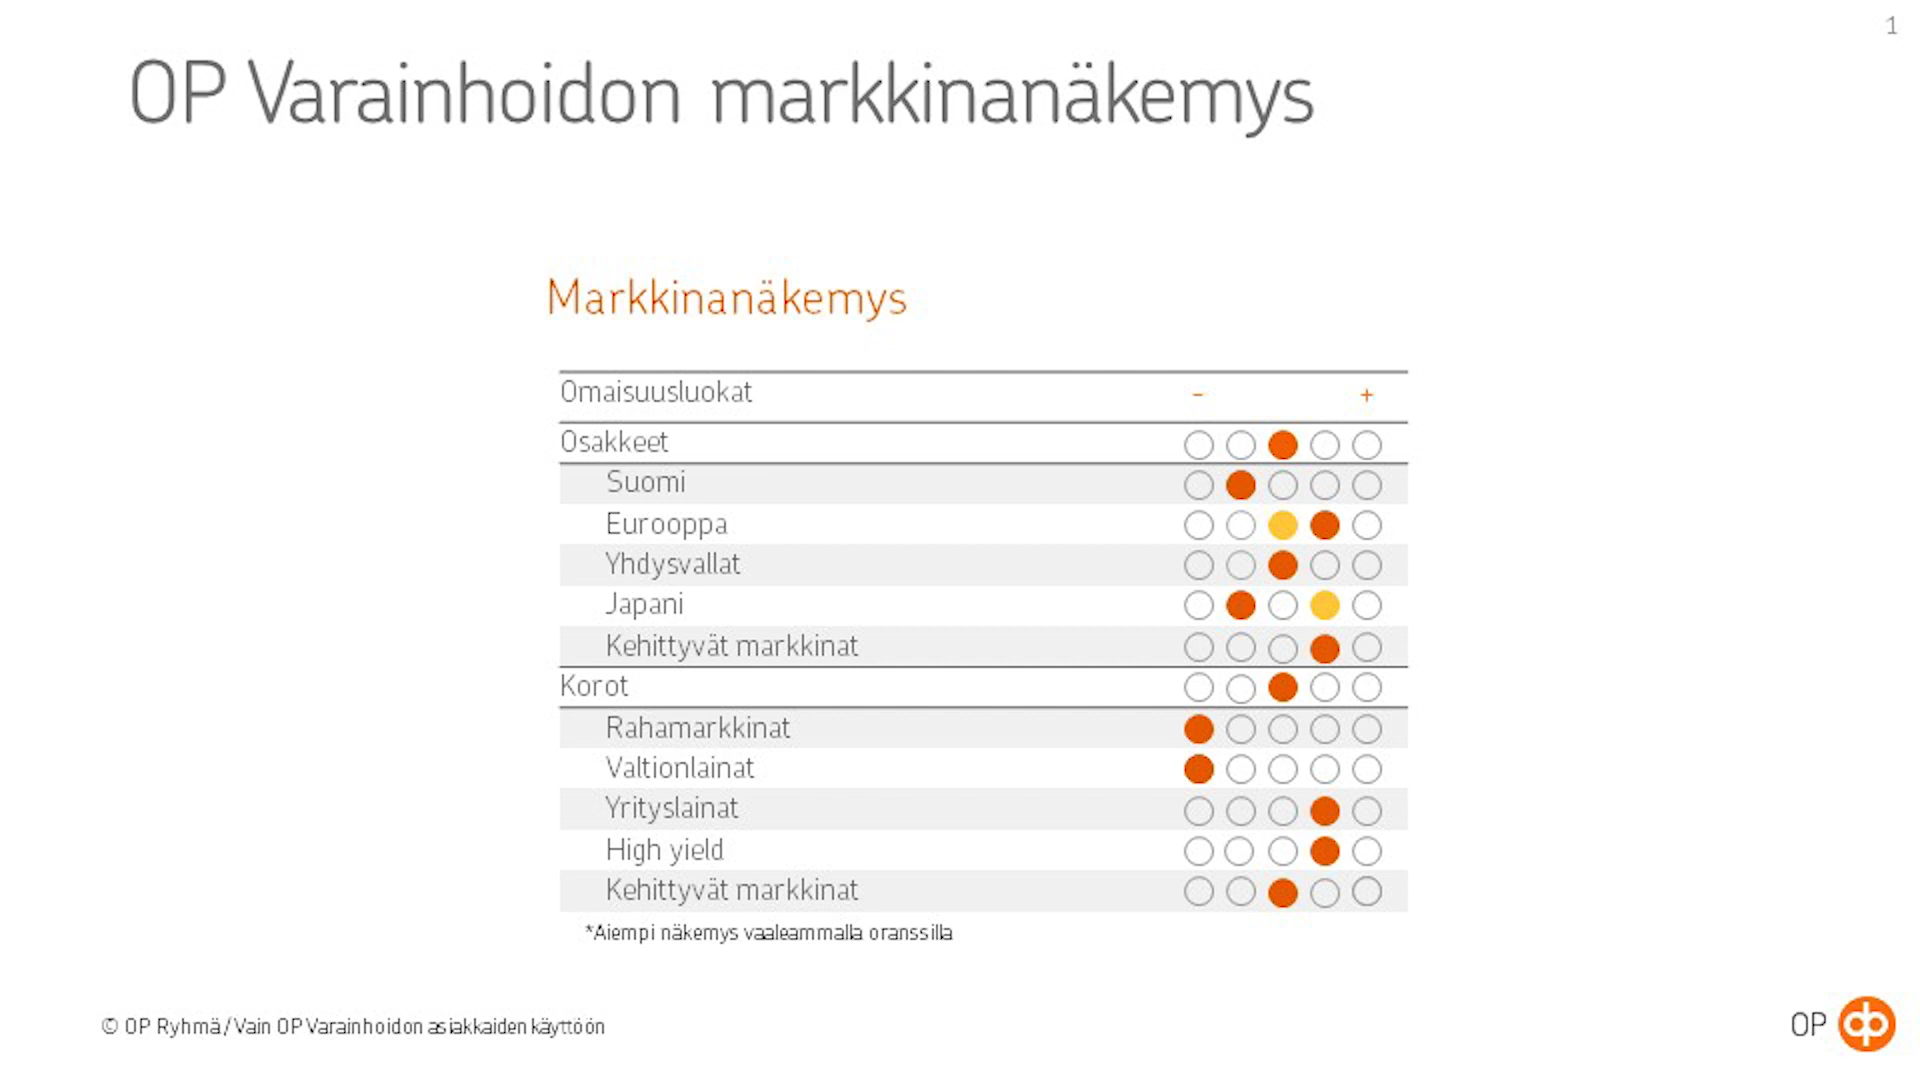 1
OP Varainhoidon markkinanäkemys
Markkinanäkemys
Omaisuusluokat - +
Osakkeet
Suomi
Eurooppa
Yhdysvallat
Japani
Kehittyvät markkinat
Korot
Rahamarkkinat
Valtionlainat
Yrityslainat
High yield
Kehittyvät markkinat
*Aiempi näkemys vaaleammalla oranssilla
© OP Ryhmä / Vain OP Varainhoidon asiakkaiden käyttöön
OP